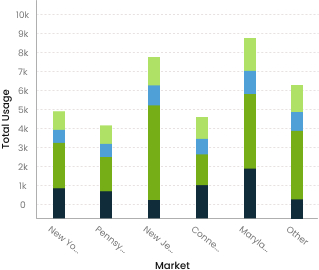 10k
9k
8k
7k
6k
5k
4k
3k
2k
1k
0
Total Usage
New Yo...
Pennsy...
New Je...
Conne...
Maryla...
Other
Market